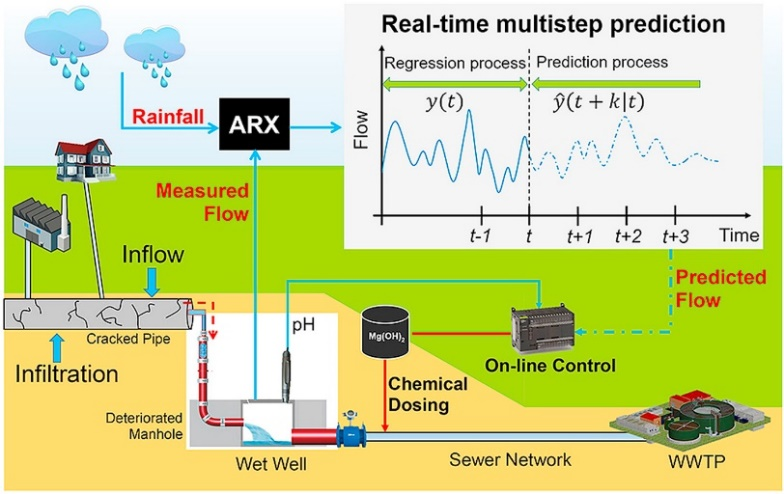 Real-time multistep prediction
Regression process
Prediction process
y(t)
ŷ(t + k|t)
Flow
t-1
t
t+1
t+2
t+3
Time
Rainfall
ARX
Measured
Flow
Predicted
Flow
Inflow
Cracked Pipe
Infiltration
pH
Mg(OH)₂
On-line Control
Chemical
Dosing
Deteriorated
Manhole
Wet Well
Sewer Network
WWTP